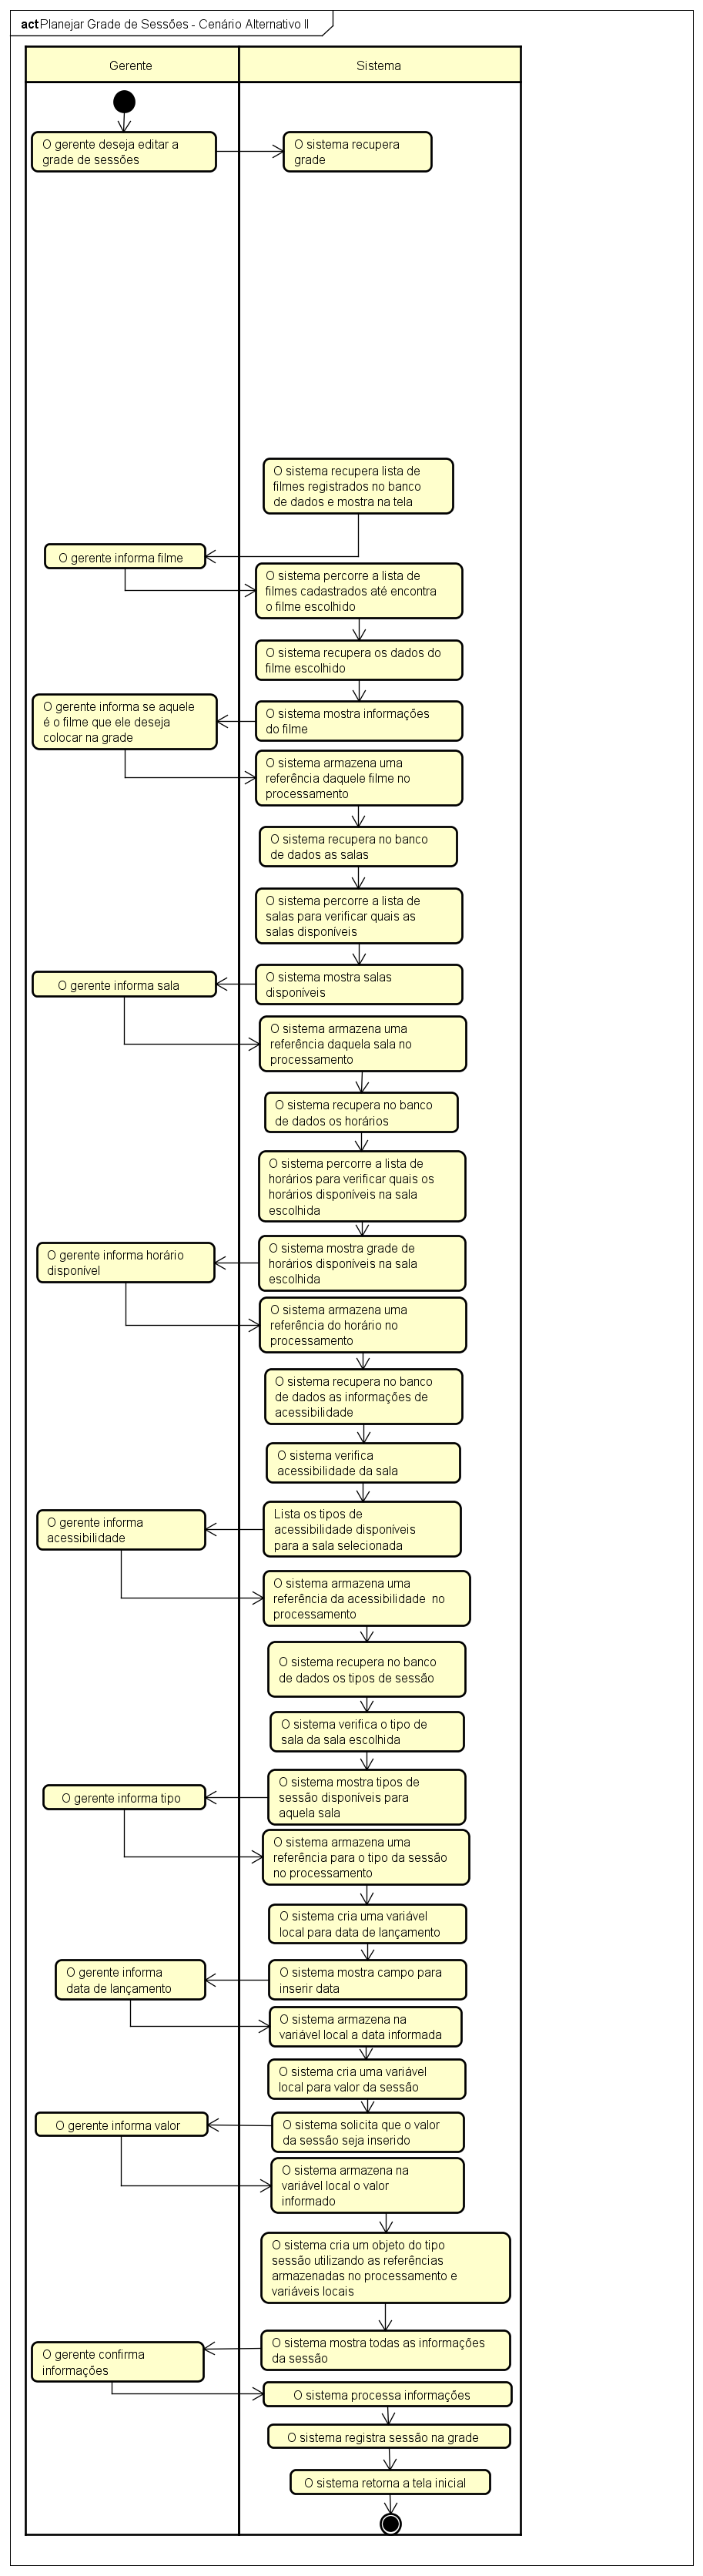 act Planejar Grade de Sessões - Cenário Alternativo II
Gerente
Sistema
O gerente deseja editar a
grade de sessões
O sistema recupera
grade
O sistema recupera lista de
filmes registrados no banco
de dados e mostra na tela
O gerente informa filme
O sistema percorre a lista de
filmes cadastrados até encontra
o filme escolhido
O sistema recupera os dados do
filme escolhido
O sistema mostra informações
do filme
O gerente informa se aquele
é o filme que ele deseja
colocar na grade
O sistema armazena uma
referência daquele filme no
processamento
O sistema recupera no banco
de dados as salas
O sistema percorre a lista de
salas para verificar quais as
salas disponíveis
O sistema mostra salas
disponíveis
O gerente informa sala
O sistema armazena uma
referência daquela sala no
processamento
O sistema recupera no banco
de dados os horários
O sistema percorre a lista de
horários para verificar quais os
horários disponíveis na sala
escolhida
O sistema mostra grade de
horários disponíveis na sala
escolhida
O gerente informa horário
disponível
O sistema armazena uma
referência do horário no
processamento
O sistema recupera no banco
de dados as informações de
acessibilidade
O sistema verifica
acessibilidade da sala
Lista os tipos de
acessibilidade disponíveis
para a sala selecionada
O gerente informa
acessibilidade
O sistema armazena uma
referência da acessibilidade no
processamento
O sistema recupera no banco
de dados os tipos de sessão
O sistema verifica o tipo de
sala da sala escolhida
O sistema mostra tipos de
sessão disponíveis para
aquela sala
O gerente informa tipo
O sistema armazena uma
referência para o tipo da sessão
no processamento
O sistema cria uma variável
local para data de lançamento
O sistema mostra campo para
inserir data
O gerente informa
data de lançamento
O sistema armazena na
variável local a data informada
O sistema cria uma variável
local para valor da sessão
O sistema solicita que o valor
da sessão seja inserido
O gerente informa valor
O sistema armazena na
variável local o valor
informado
O sistema cria um objeto do tipo
sessão utilizando as referências
armazenadas no processamento e
variáveis locais
O sistema mostra todas as informações
da sessão
O gerente confirma
informações
O sistema processa informações
O sistema registra sessão na grade
O sistema retorna a tela inicial